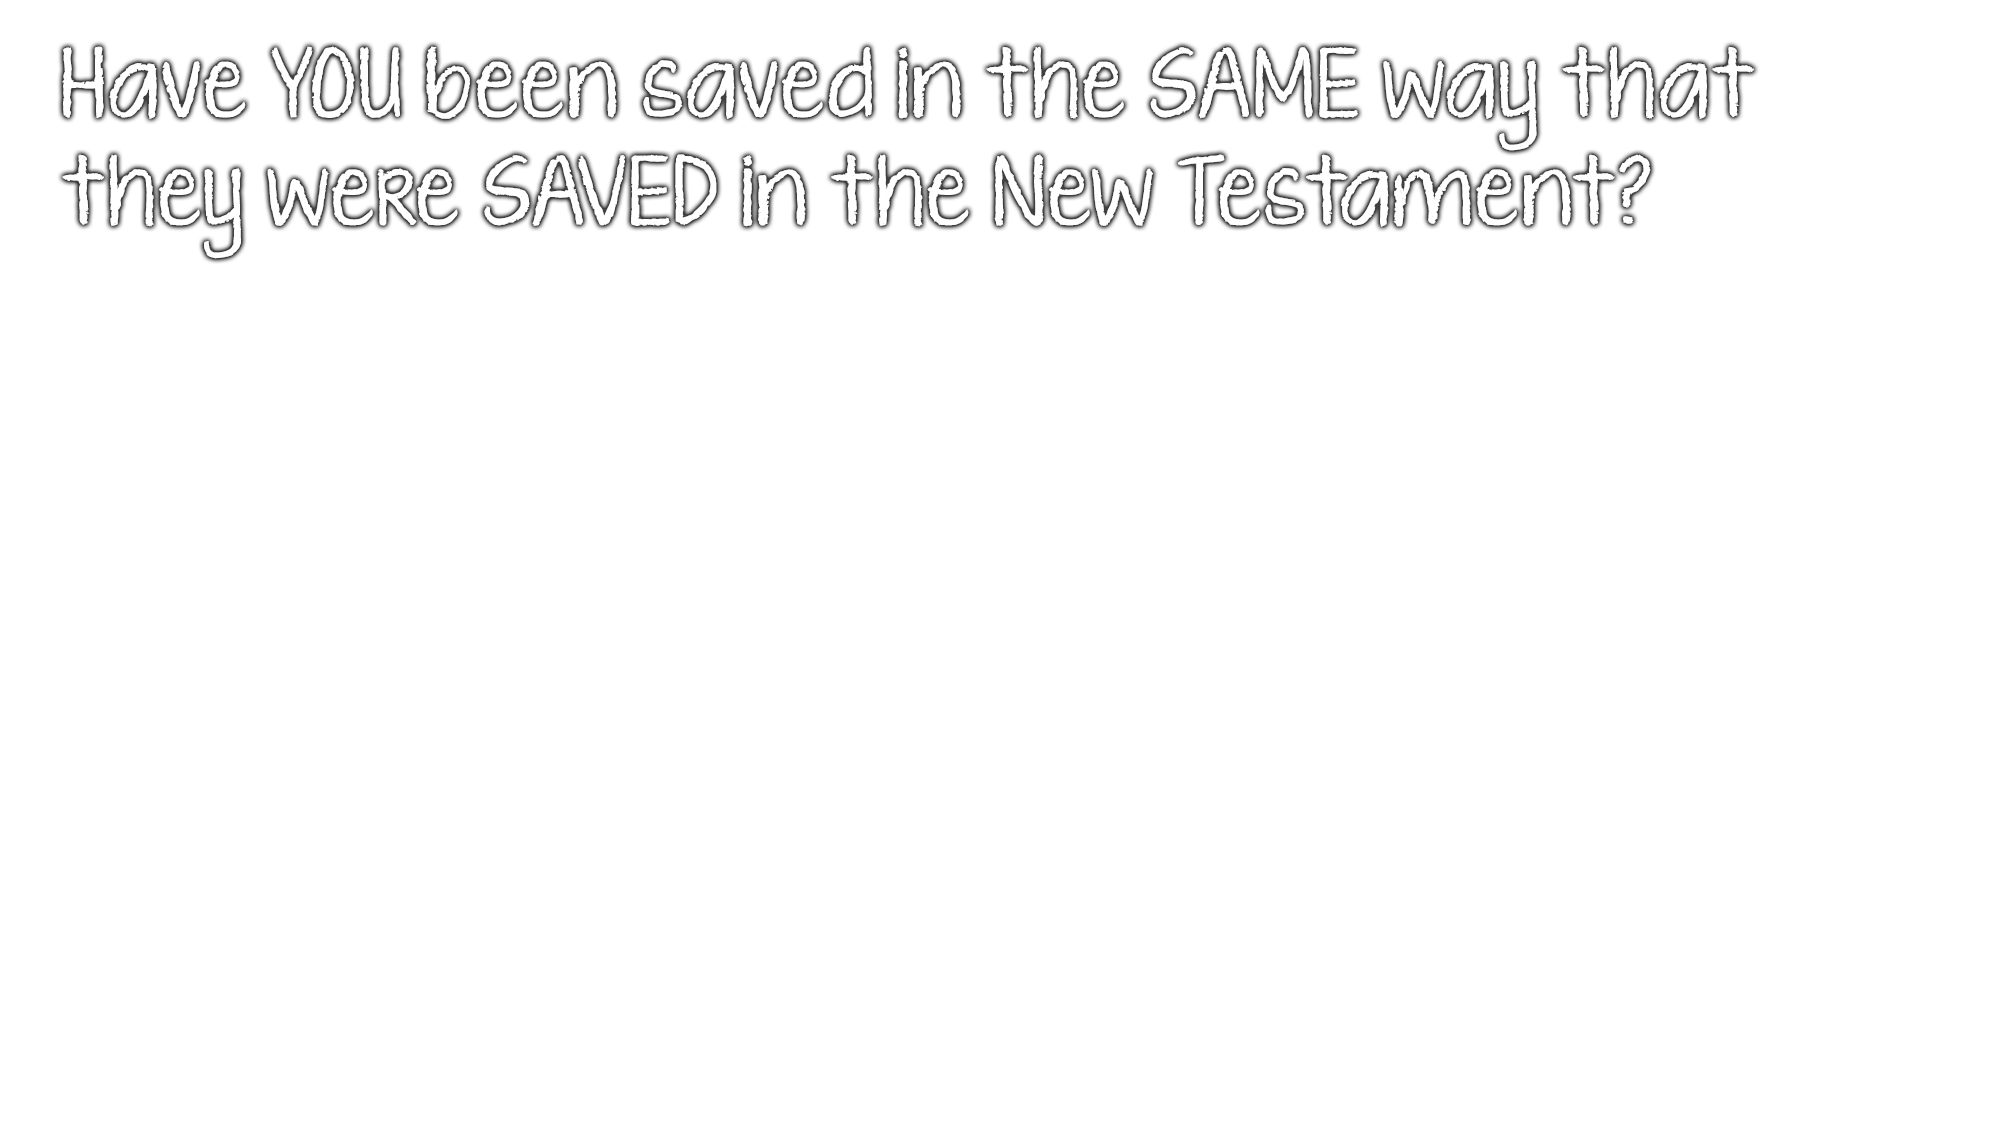 Have YOU been saved in the SAME way that
they were SAVED in the New Testament?